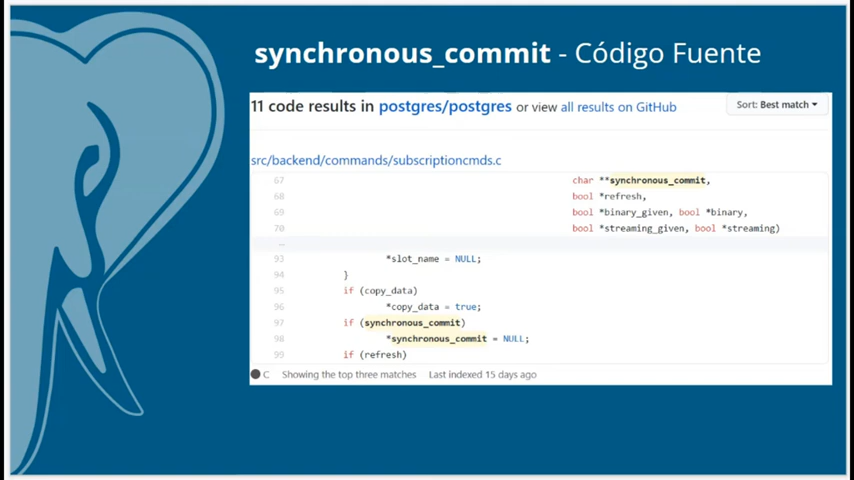 synchronous_commit - Código Fuente
11 code results in postgres/postgres or view all results on GitHub
Sort: Best match
src/backend/commands/subscriptioncmds.c
67 char **synchronous_commit,
68 bool *refresh,
69 bool *binary_given, bool *binary,
70 bool *streaming_given, bool *streaming)
…
93 *slot_name = NULL;
94 }
95 if (copy_data)
96 *copy_data = true;
97 if (synchronous_commit)
98 *synchronous_commit = NULL;
99 if (refresh)
C Showing the top three matches Last indexed 15 days ago